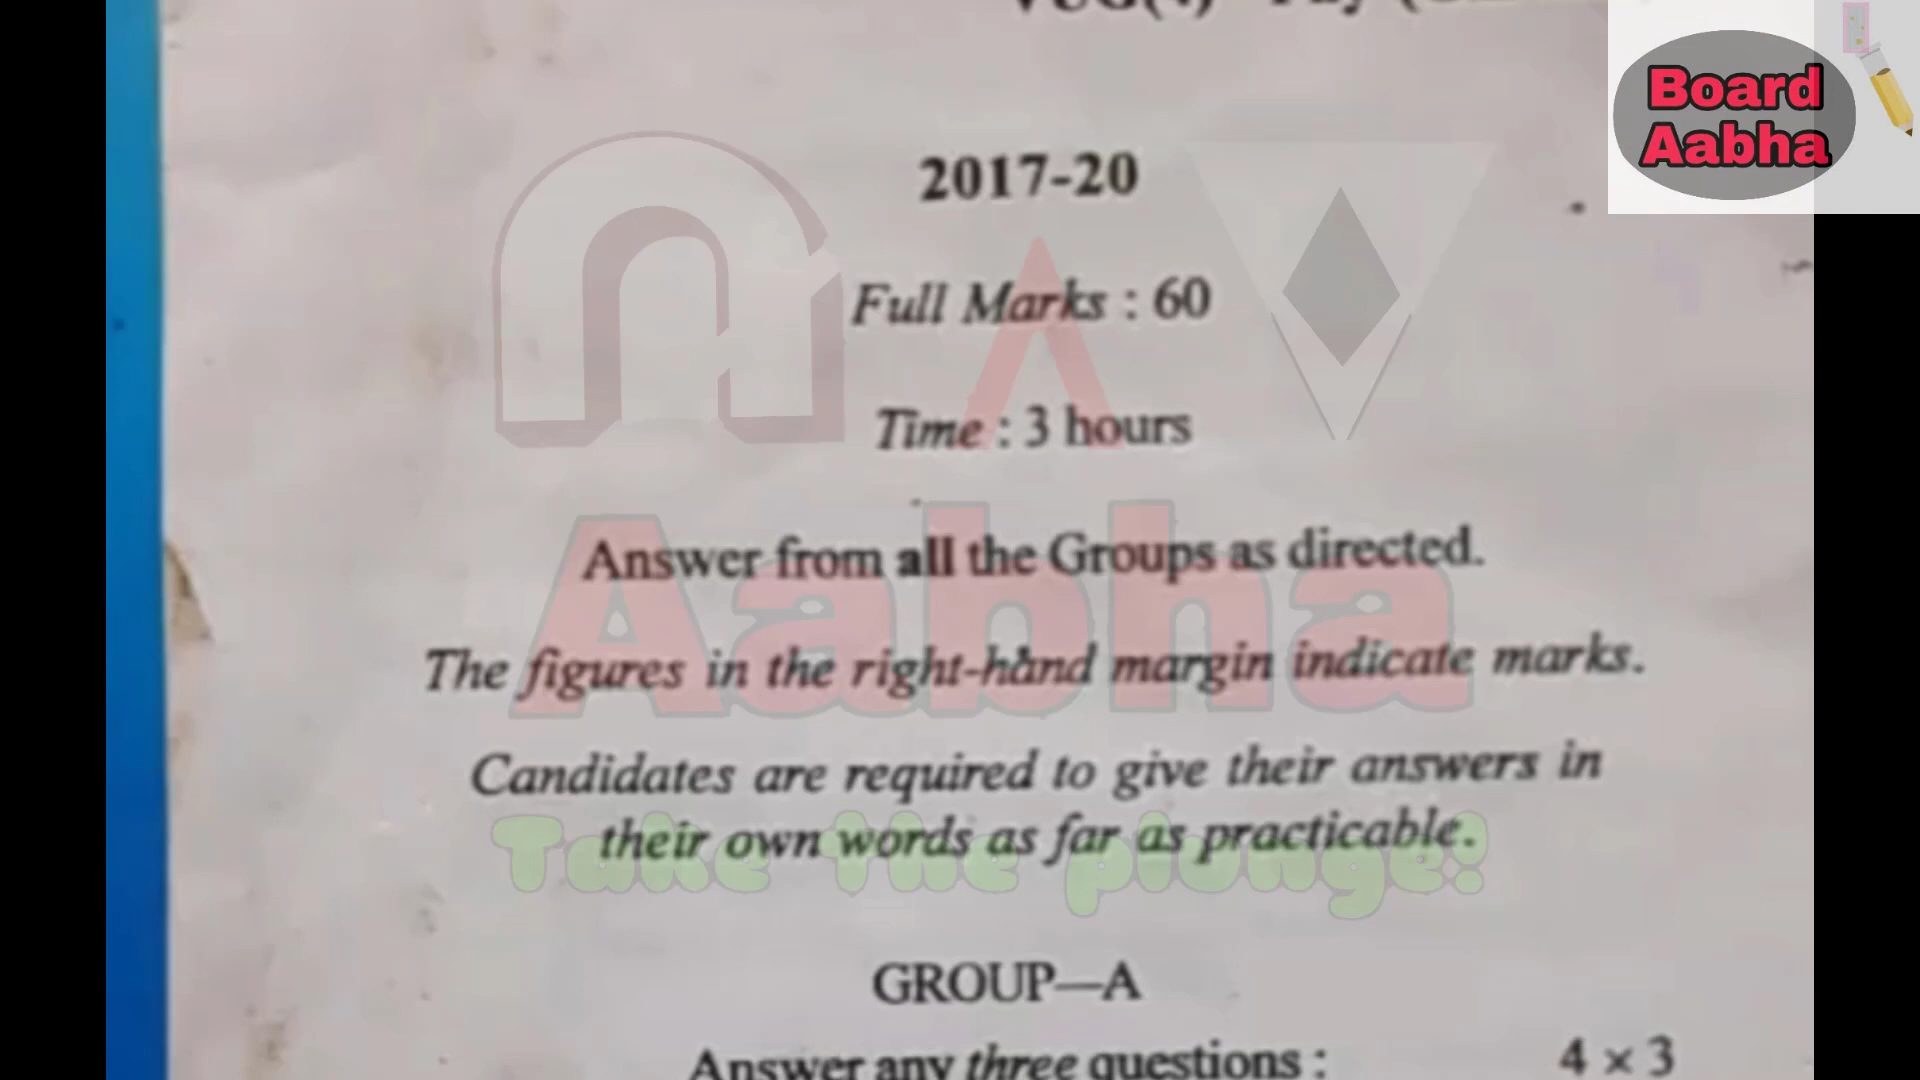 Board
Aabha
2017-20
Full Marks : 60
Time : 3 hours
Answer from all the Groups as directed.
The figures in the right-hand margin indicate marks.
Candidates are required to give their answers in
their own words as far as practicable.
Aabha
Take The plunge!
GROUP—A
Answer any three questions : 4 × 3